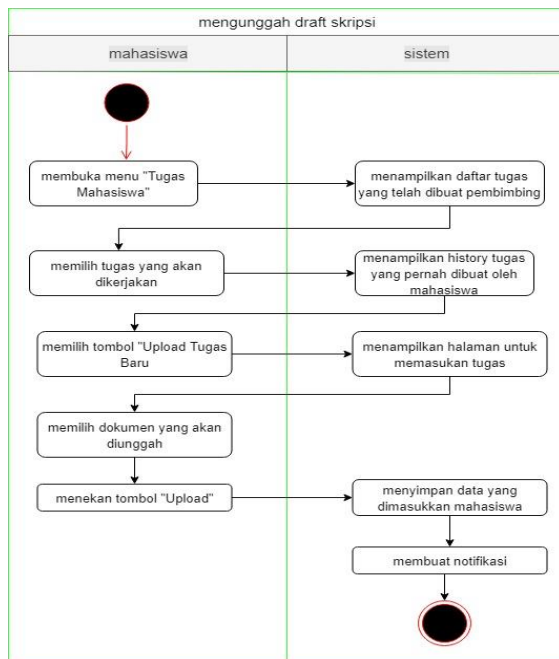 mengunggah draft skripsi
mahasiswa
sistem
membuka menu "Tugas
Mahasiswa"
menampilkan daftar tugas
yang telah dibuat pembimbing
memilih tugas yang akan
dikerjakan
menampilkan history tugas
yang pernah dibuat oleh
mahasiswa
memilih tombol "Upload Tugas
Baru
menampilkan halaman untuk
memasukan tugas
memilih dokumen yang akan
diunggah
menekan tombol "Upload"
menyimpan data yang
dimasukkan mahasiswa
membuat notifikasi